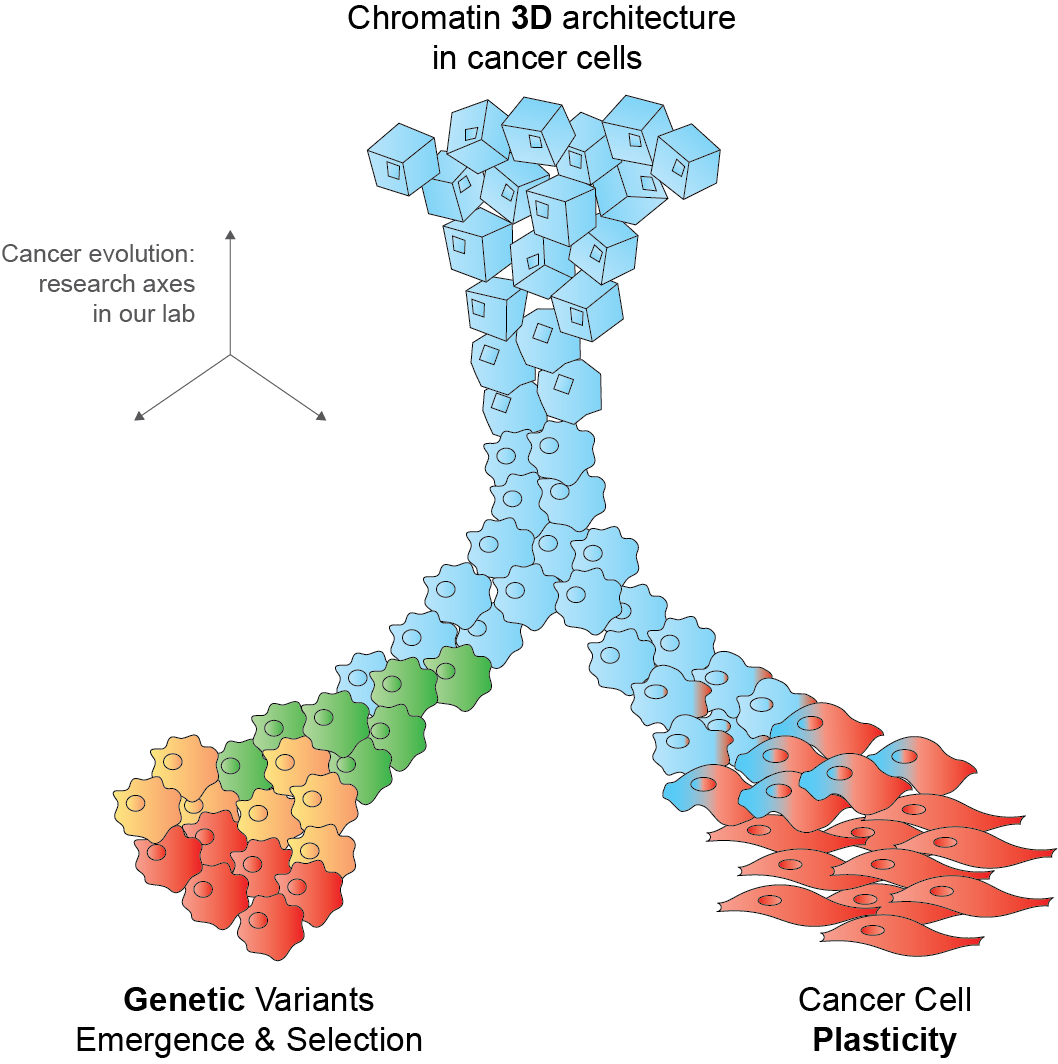 Chromatin 3D architecture
in cancer cells
Cancer evolution:
research axes
in our lab
Genetic Variants
Emergence & Selection
Cancer Cell
Plasticity